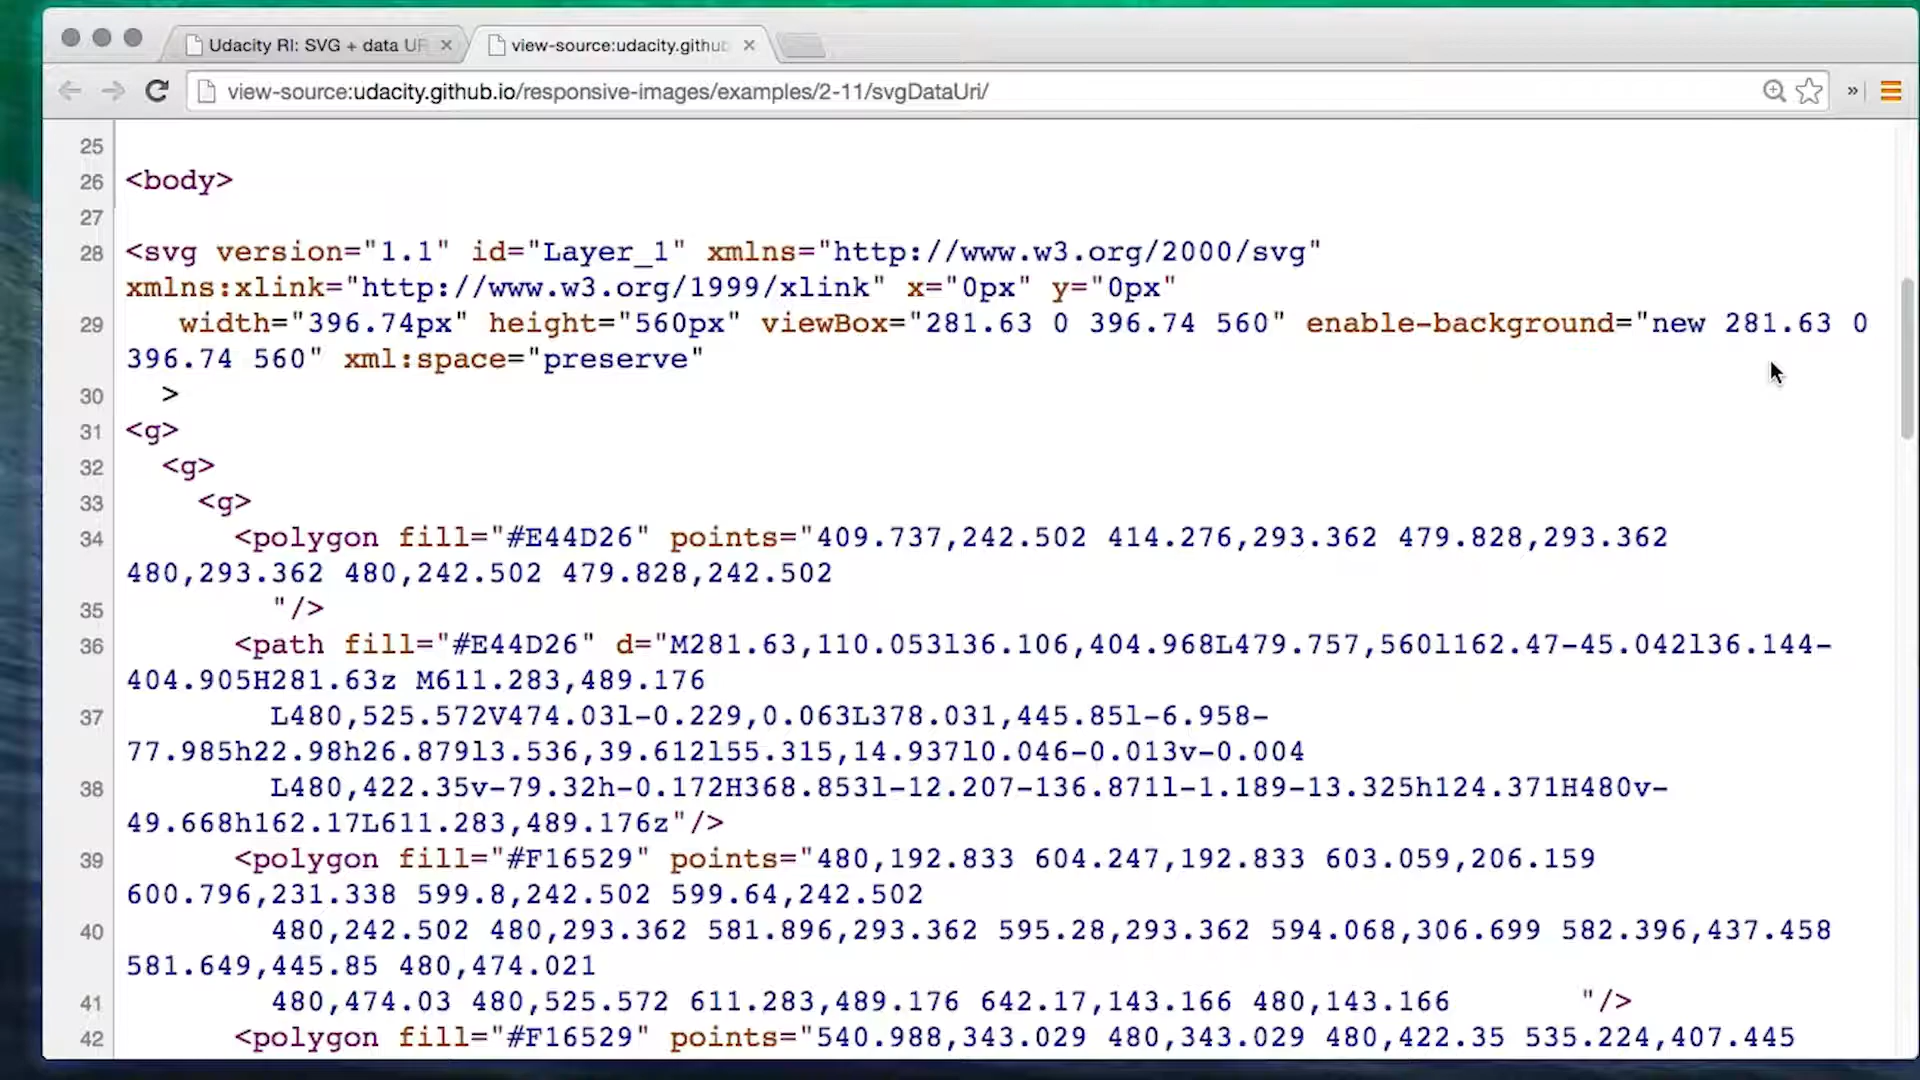 Udacity RI: SVG + data UR
view-source:udacity.github
view-source:udacity.github.io/responsive-images/examples/2-11/svgDataUri/
25
26 <body>
27
28 <svg version="1.1" id="Layer_1" xmlns="http://www.w3.org/2000/svg"
xmlns:xlink="http://www.w3.org/1999/xlink" x="0px" y="0px"
29 width="396.74px" height="560px" viewBox="281.63 0 396.74 560" enable-background="new 281.63 0
396.74 560" xml:space="preserve"
30 >
31 <g>
32 <g>
33 <g>
34 <polygon fill="#E44D26" points="409.737,242.502 414.276,293.362 479.828,293.362
480,293.362 480,242.502 479.828,242.502
35 "/>
36 <path fill="#E44D26" d="M281.63,110.053l36.106,404.968L479.757,560l162.47-45.042l36.144-
404.905H281.63z M611.283,489.176
37 L480,525.572V474.03l-0.229,0.063L378.031,445.85l-6.958-
77.985h22.98h26.879l3.536,39.612l55.315,14.937l0.046-0.013v-0.004
38 L480,422.35v-79.32h-0.172H368.853l-12.207-136.871l-1.189-13.325h124.371H480v-
49.668h162.17L611.283,489.176z"/>
39 <polygon fill="#F16529" points="480,192.833 604.247,192.833 603.059,206.159
600.796,231.338 599.8,242.502 599.64,242.502
40 480,242.502 480,293.362 581.896,293.362 595.28,293.362 594.068,306.699 582.396,437.458
581.649,445.85 480,474.021
41 480,474.03 480,525.572 611.283,489.176 642.17,143.166 480,143.166 "/>
42 <polygon fill="#F16529" points="540.988,343.029 480,343.029 480,422.35 535.224,407.445